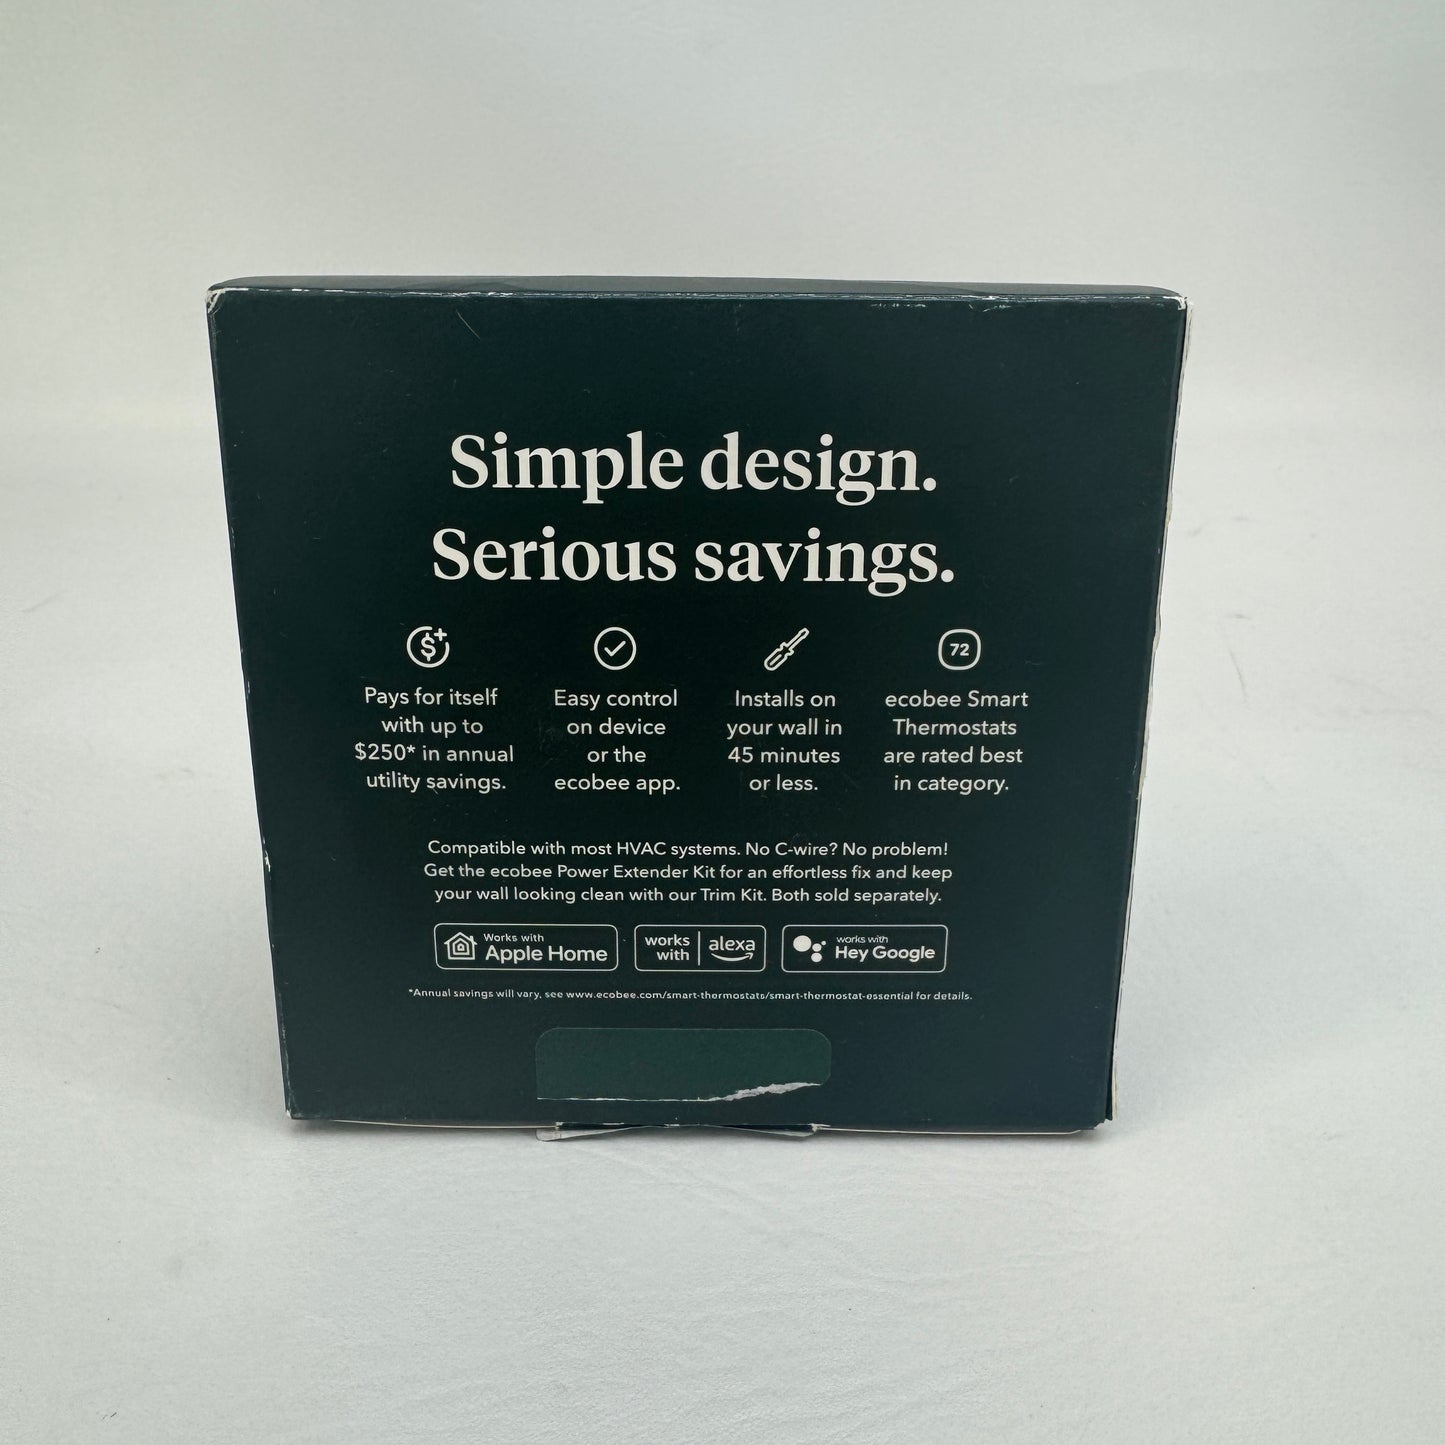 Simple design.
Serious savings.
$+
72
Pays for itself
with up to
$250* in annual
utility savings.
Easy control
on device
or the
ecobee app.
Installs on
your wall in
45 minutes
or less.
ecobee Smart
Thermostats
are rated best
in category.
Compatible with most HVAC systems. No C-wire? No problem!
Get the ecobee Power Extender Kit for an effortless fix and keep
your wall looking clean with our Trim Kit. Both sold separately.
Works with
Apple Home
works
with
alexa
works with
Hey Google
*Annual savings will vary, see www.ecobee.com/smart-thermostats/smart-thermostat-essential for details.